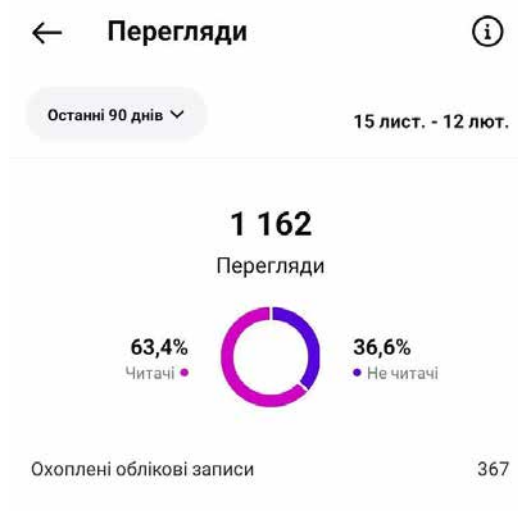 Перегляди
Останні 90 днів
15 лист. - 12 лют.
1 162
Перегляди
63,4%
Читачі
36,6%
Не читачі
Охоплені облікові записи 367